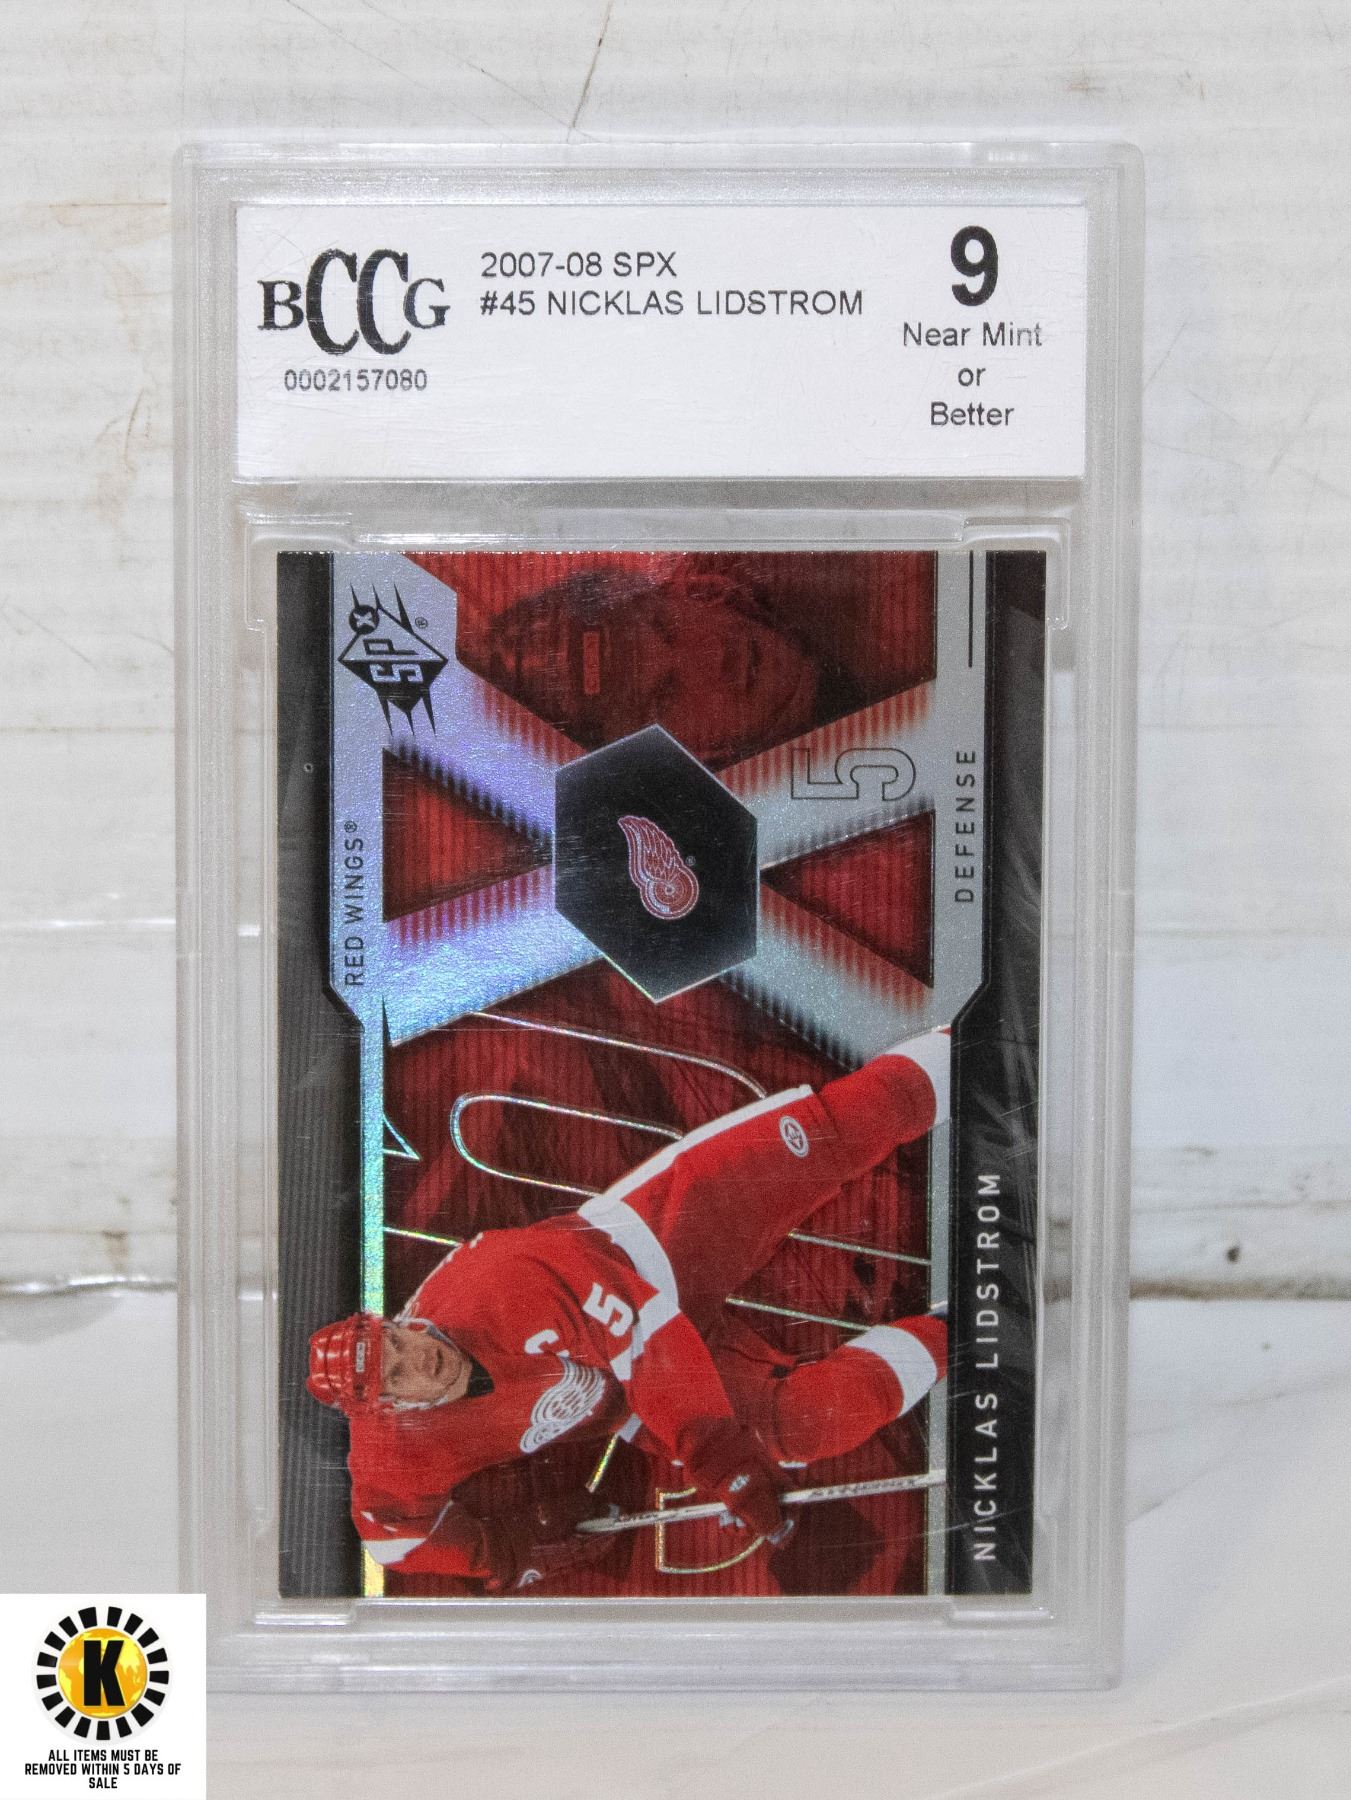 BCCG
0002157080
2007-08 SPX
#45 NICKLAS LIDSTROM
9
Near Mint
or
Better
SPx®
RED WINGS®
5
DEFENSE
NICKLAS LIDSTROM
C
5
K
ALL ITEMS MUST BE
REMOVED WITHIN 5 DAYS OF
SALE